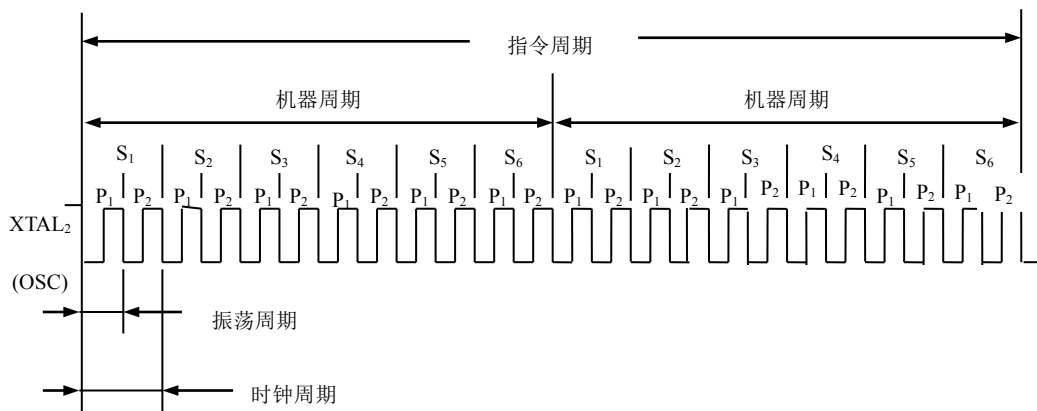 指令周期
机器周期 机器周期
S₁ S₂ S₃ S₄ S₅ S₆ S₁ S₂ S₃ S₄ S₅ S₆
P₁ P₂ P₁ P₂ P₁ P₂ P₁ P₂ P₁ P₂ P₁ P₂ P₁ P₂ P₁ P₂ P₁ P₂ P₁ P₂ P₁ P₂ P₁ P₂
XTAL₂
(OSC)
振荡周期
时钟周期